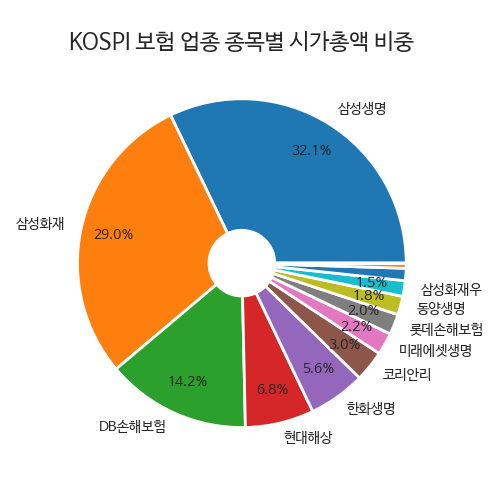 KOSPI 보험 업종 종목별 시가총액 비중
삼성생명
32.1%
삼성화재
29.0%
DB손해보험
14.2%
현대해상
6.8%
한화생명
5.6%
코리안리
3.0%
미래에셋생명
2.2%
롯데손해보험
2.0%
동양생명
1.8%
삼성화재우
1.5%